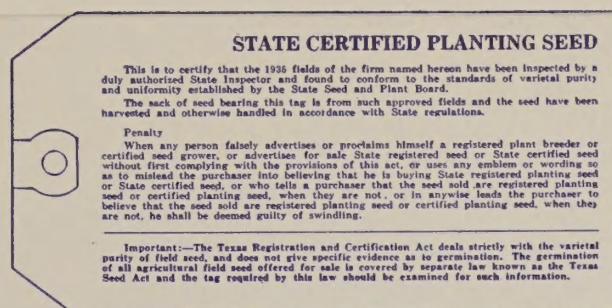 STATE CERTIFIED PLANTING SEED
This is to certify that the 1935 fields of the firm named hereon have been inspected by a
duly authorized State Inspector and found to conform to the standards of varietal purity
and uniformity established by the State Seed and Plant Board.
The sack of seed bearing this tag is from such approved fields and the seed have been
harvested and otherwise handled in accordance with State regulations.
Penalty
When any person falsely advertises or proclaims himself a registered plant breeder or
certified seed grower, or advertises for sale State registered seed or State certified seed
without first complying with the provisions of this act, or uses any emblem or wording so
as to mislead the purchaser into believing that he is buying State registered planting seed
or State certified seed, or who tells a purchaser that the seed sold are registered planting
seed or certified planting seed, when they are not, or in anywise leads the purchaser to
believe that the seed sold are registered planting seed or certified planting seed, when they
are not, he shall be deemed guilty of swindling.
Important:—The Texas Registration and Certification Act deals strictly with the varietal
purity of field seed, and does not give specific evidence as to germination. The germination
of all agricultural field seed offered for sale is covered by separate law known as the Texas
Seed Act and the tag required by this law should be examined for such information.